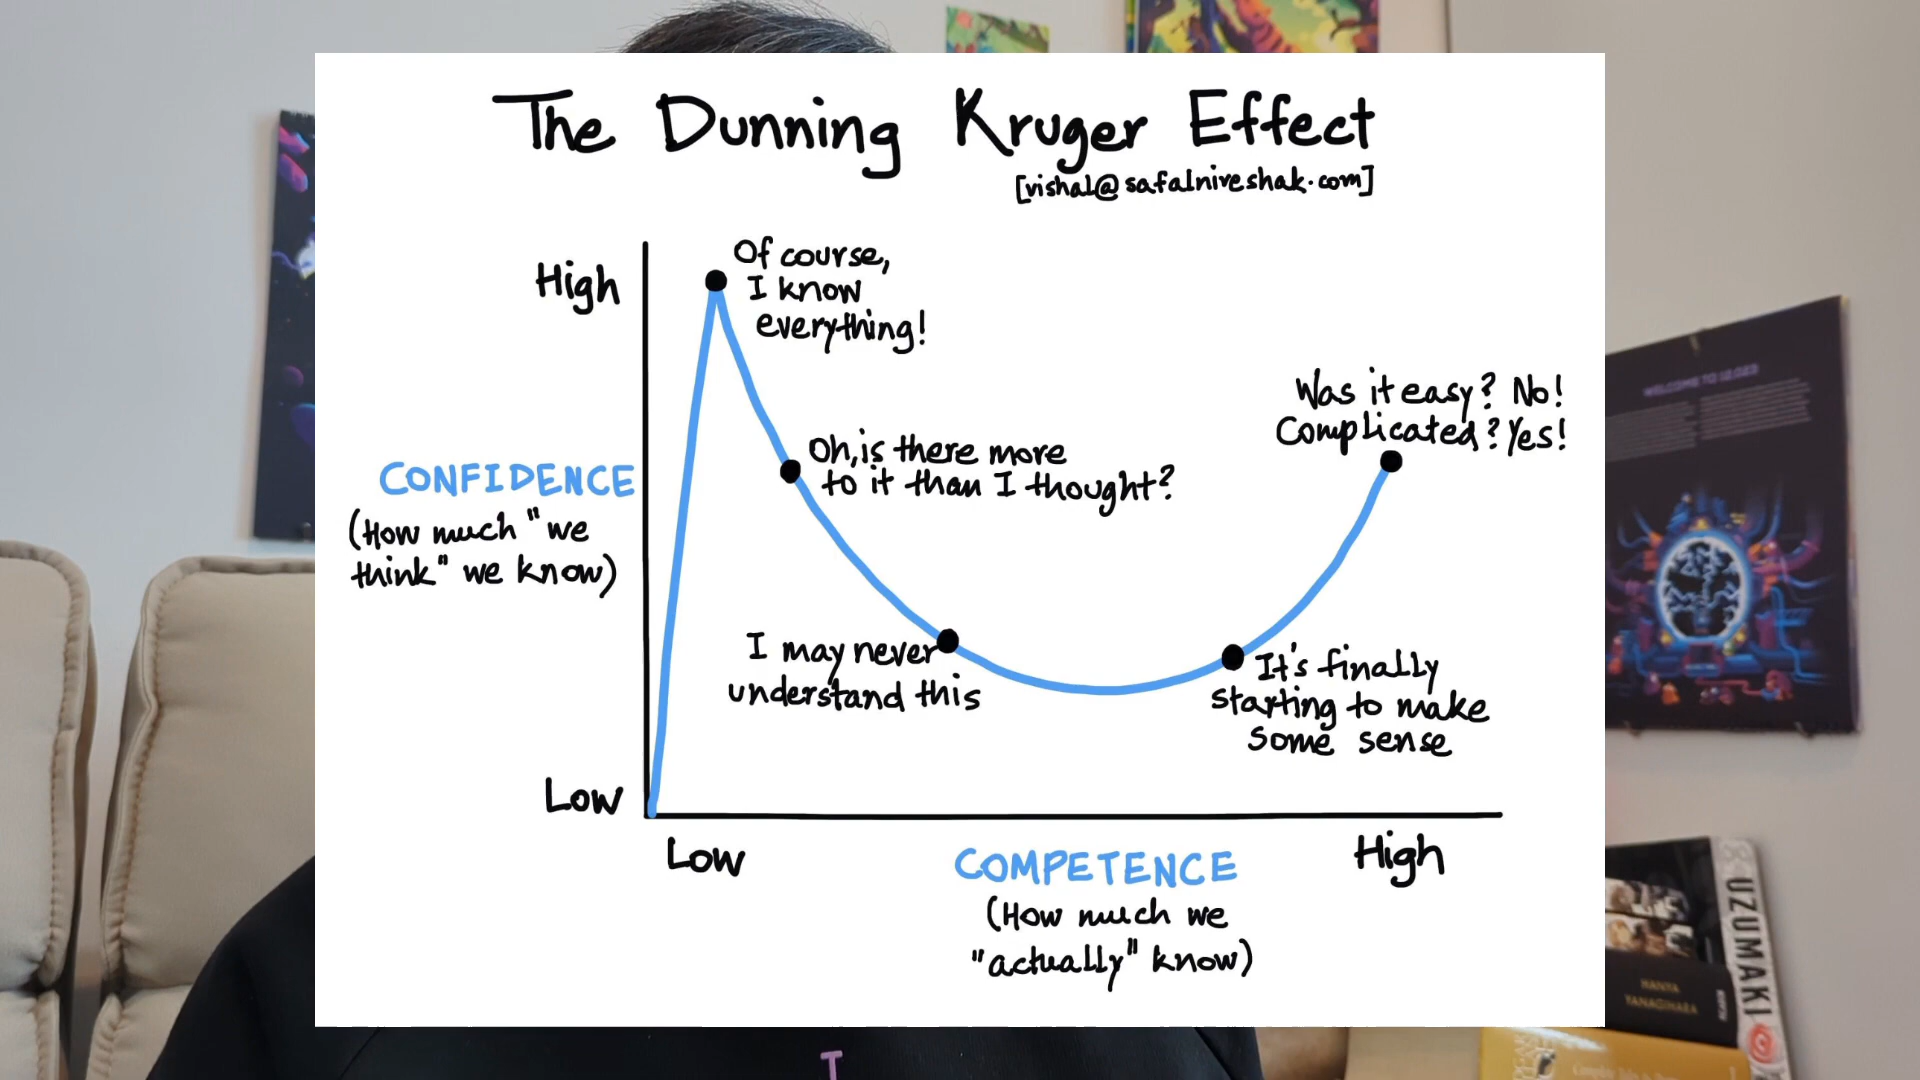 The Dunning Kruger Effect
[vishal@safalniveshak.com]
High
Of course,
I know
everything!
Was it easy? No!
Complicated? Yes!
Oh, is there more
to it than I thought?
CONFIDENCE
(How much "we
think" we know)
I may never
understand this
It's finally
starting to make
some sense
Low
Low
COMPETENCE
High
(How much we
"actually" know)
UZUMAKI
HANYA
YANAGIHARA